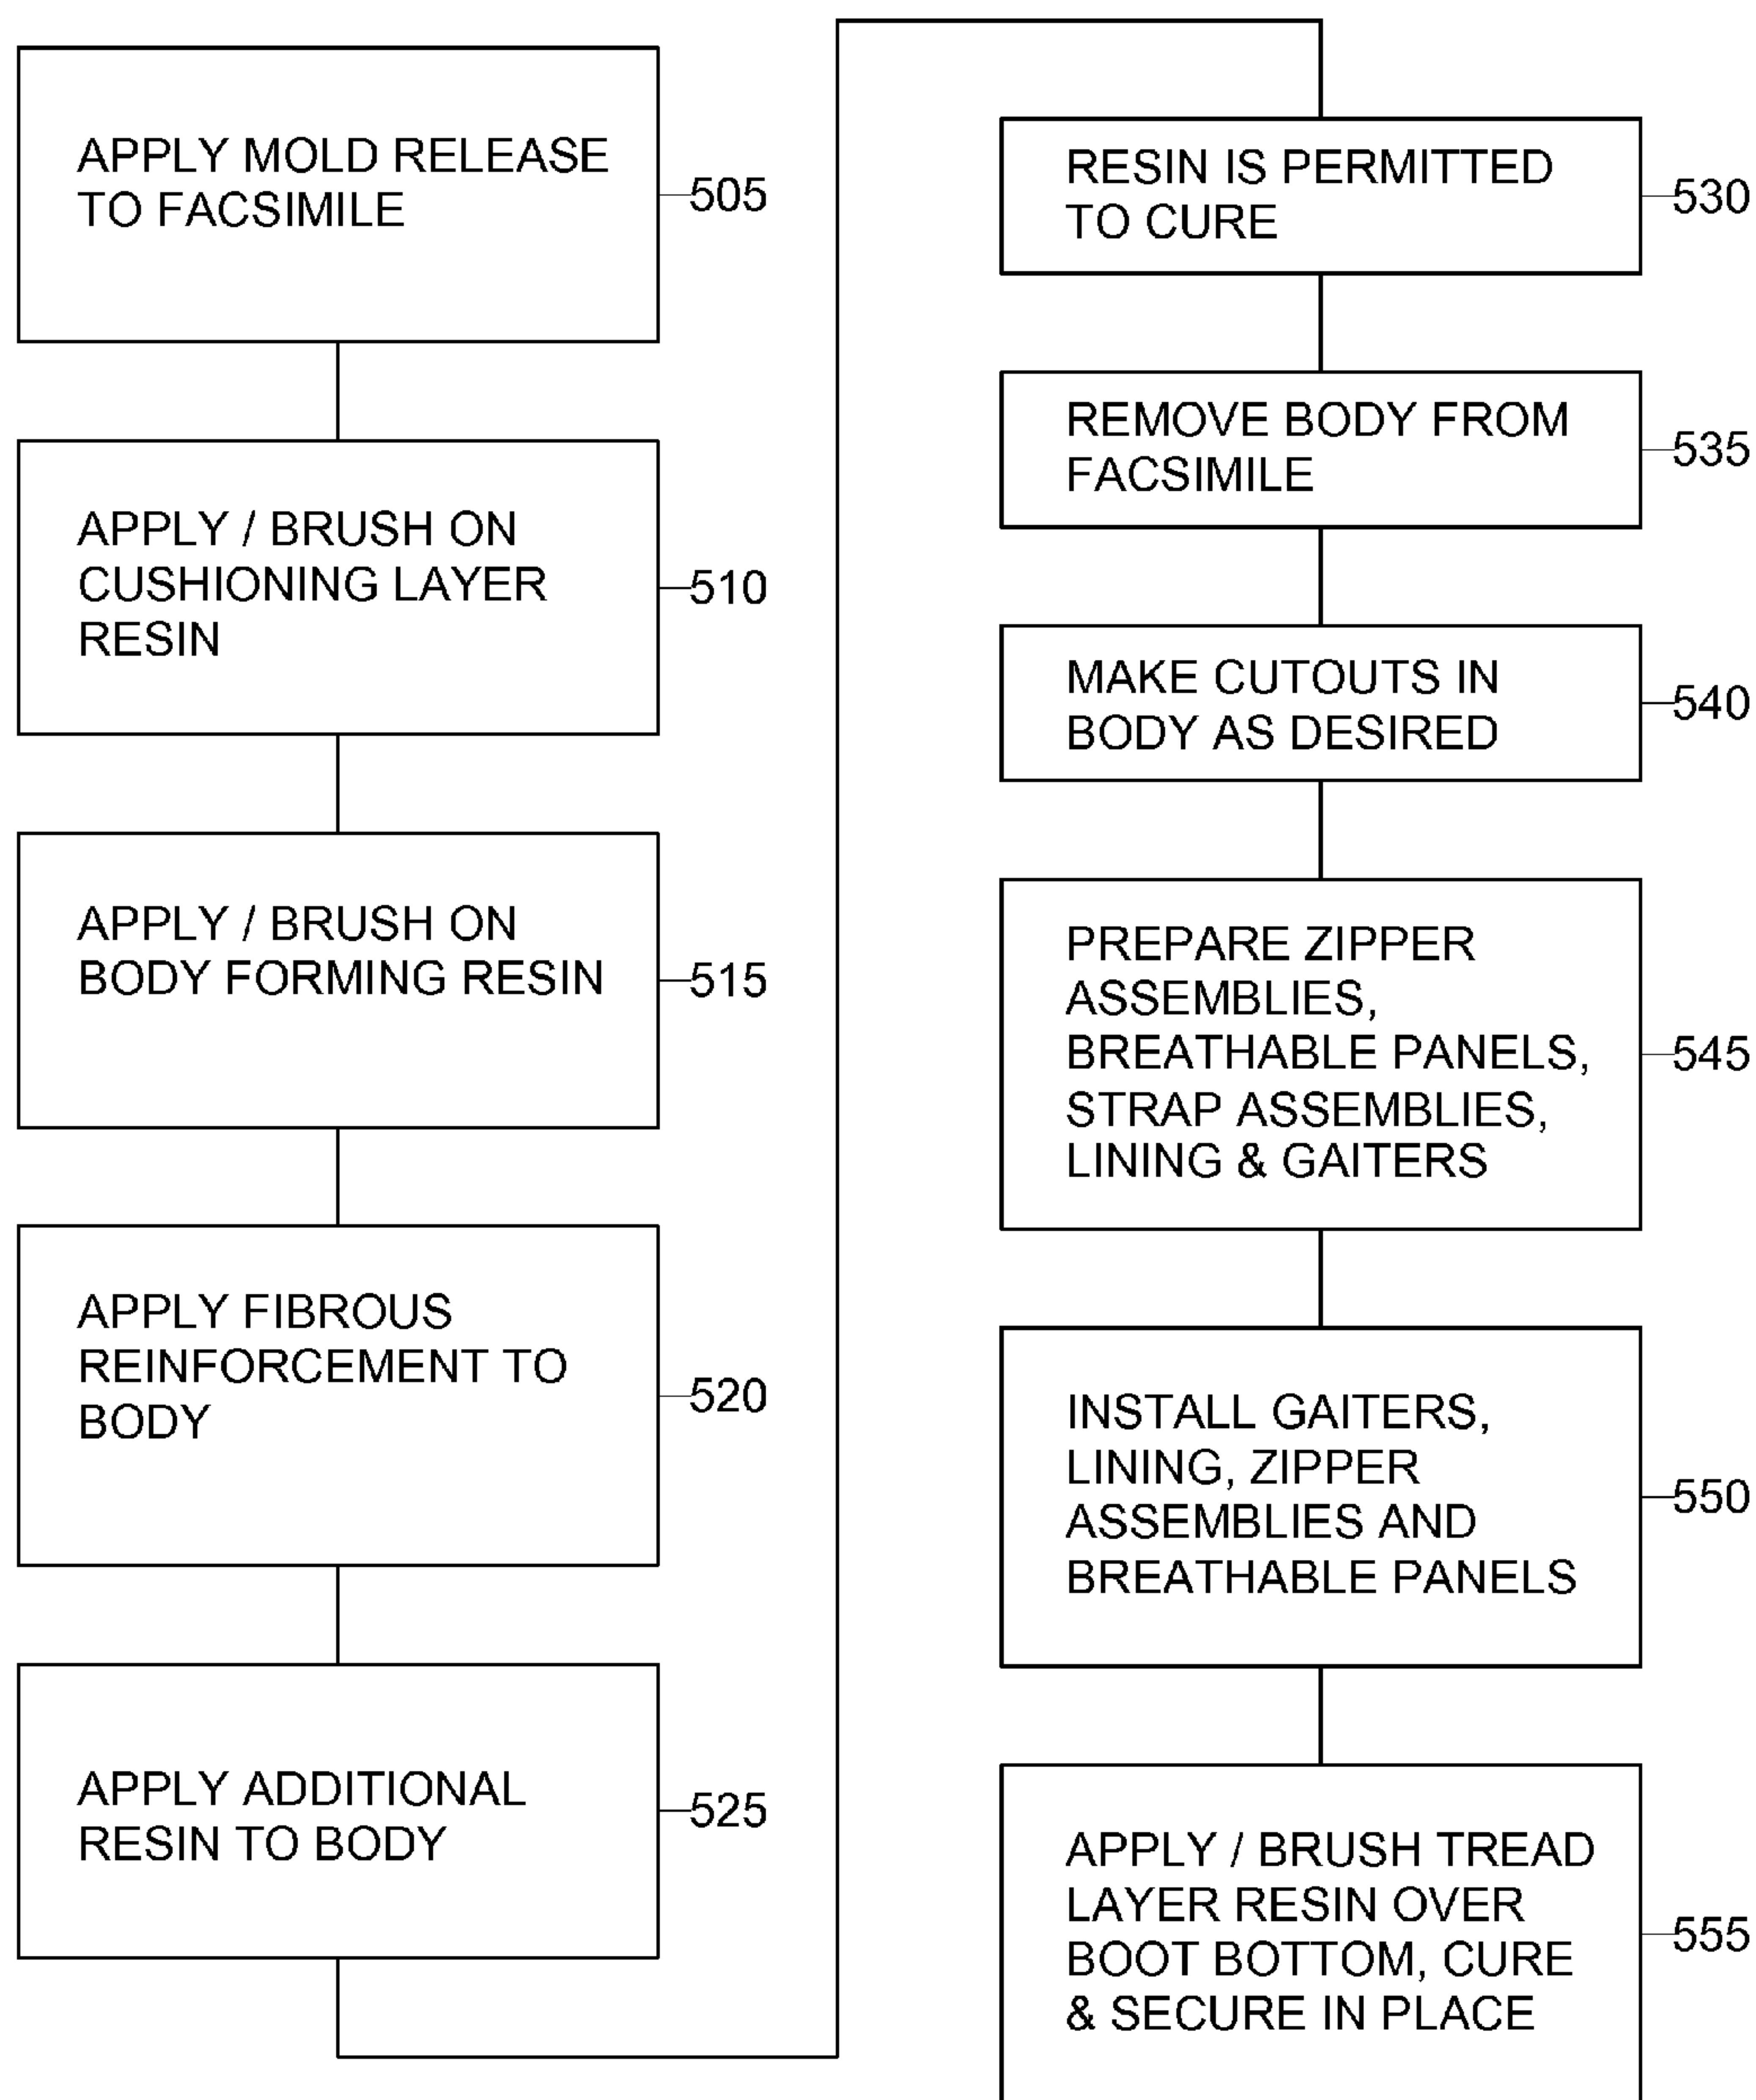 APPLY MOLD RELEASE
TO FACSIMILE
505
APPLY / BRUSH ON
CUSHIONING LAYER
RESIN
510
APPLY / BRUSH ON
BODY FORMING RESIN
515
APPLY FIBROUS
REINFORCEMENT TO
BODY
520
APPLY ADDITIONAL
RESIN TO BODY
525
RESIN IS PERMITTED
TO CURE
530
REMOVE BODY FROM
FACSIMILE
535
MAKE CUTOUTS IN
BODY AS DESIRED
540
PREPARE ZIPPER
ASSEMBLIES,
BREATHABLE PANELS,
STRAP ASSEMBLIES,
LINING & GAITERS
545
INSTALL GAITERS,
LINING, ZIPPER
ASSEMBLIES AND
BREATHABLE PANELS
550
APPLY / BRUSH TREAD
LAYER RESIN OVER
BOOT BOTTOM, CURE
& SECURE IN PLACE
555